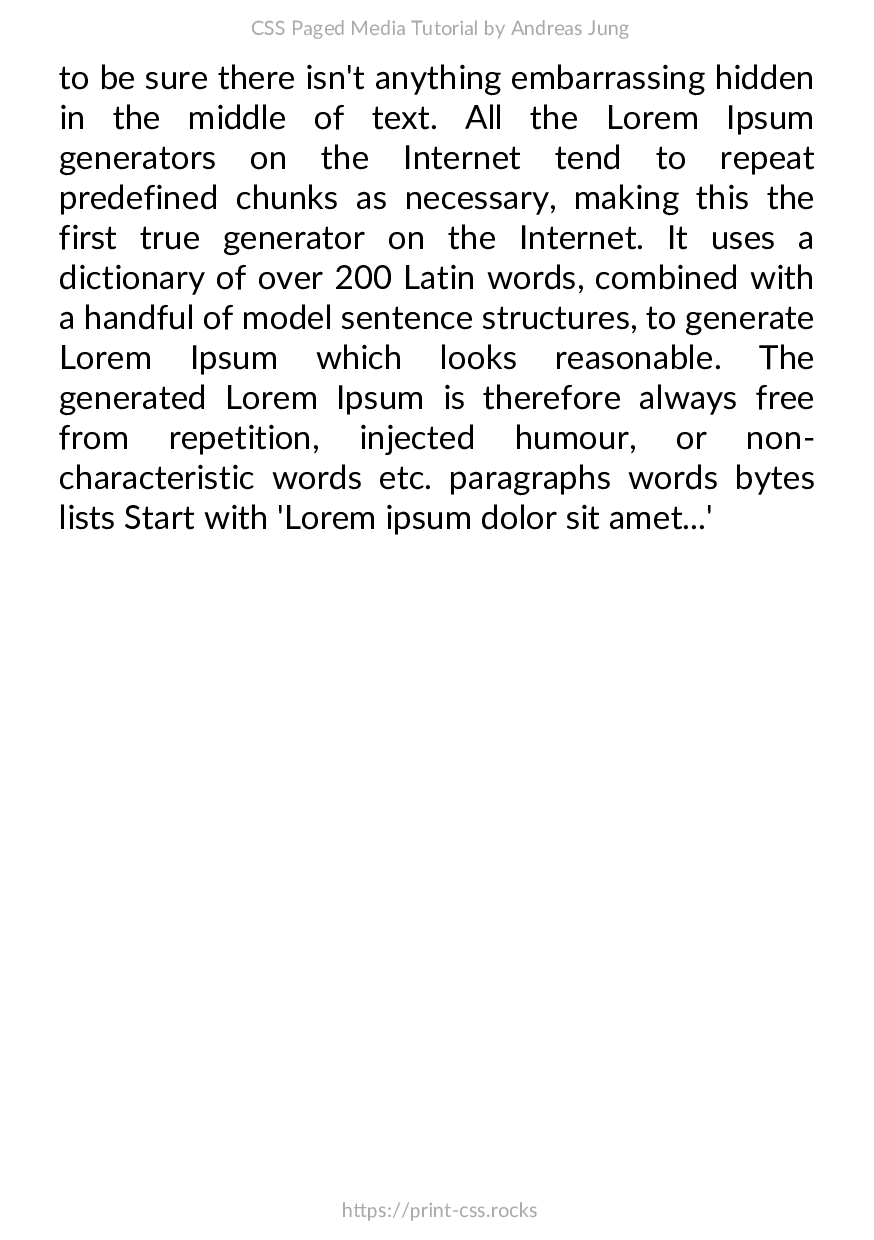 CSS Paged Media Tutorial by Andreas Jung
to be sure there isn't anything embarrassing hidden
in the middle of text. All the Lorem Ipsum
generators on the Internet tend to repeat
predefined chunks as necessary, making this the
first true generator on the Internet. It uses a
dictionary of over 200 Latin words, combined with
a handful of model sentence structures, to generate
Lorem Ipsum which looks reasonable. The
generated Lorem Ipsum is therefore always free
from repetition, injected humour, or non-
characteristic words etc. paragraphs words bytes
lists Start with 'Lorem ipsum dolor sit amet...'
https://print-css.rocks